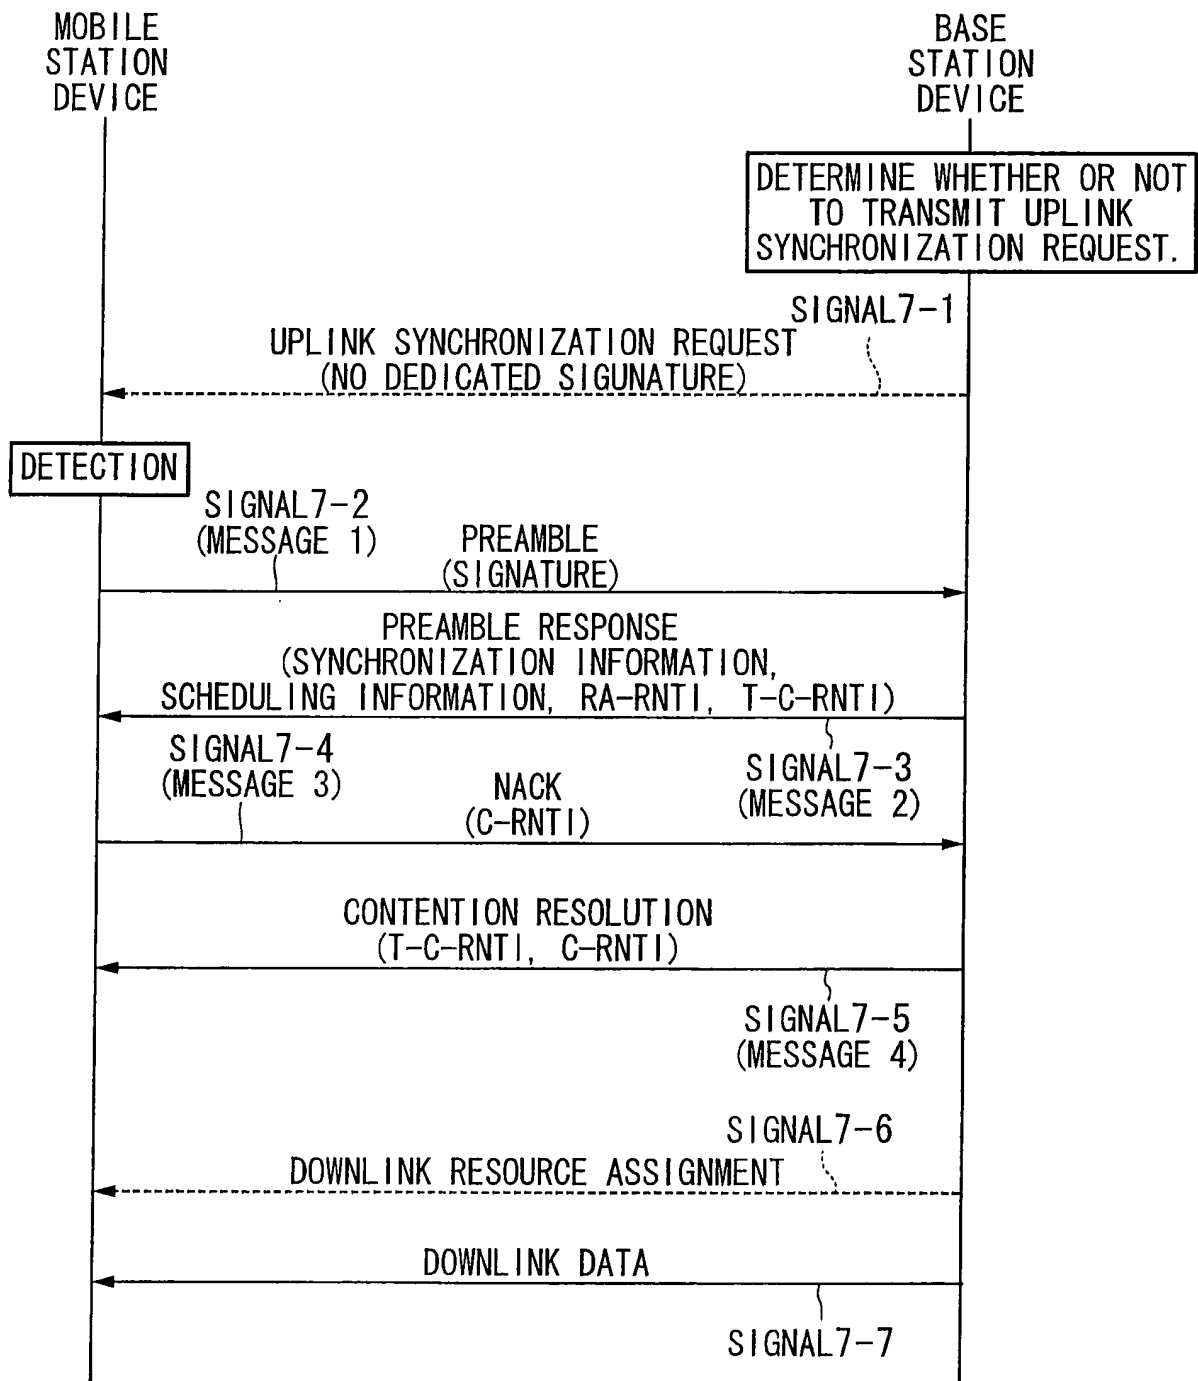 MOBILE
STATION
DEVICE
BASE
STATION
DEVICE
DETERMINE WHETHER OR NOT
TO TRANSMIT UPLINK
SYNCHRONIZATION REQUEST.
SIGNAL7-1
UPLINK SYNCHRONIZATION REQUEST
(NO DEDICATED SIGUNATURE)
DETECTION
SIGNAL7-2
(MESSAGE 1)
PREAMBLE
(SIGNATURE)
PREAMBLE RESPONSE
(SYNCHRONIZATION INFORMATION,
SCHEDULING INFORMATION, RA-RNTI, T-C-RNTI)
SIGNAL7-3
(MESSAGE 2)
SIGNAL7-4
(MESSAGE 3)
NACK
(C-RNTI)
CONTENTION RESOLUTION
(T-C-RNTI, C-RNTI)
SIGNAL7-5
(MESSAGE 4)
SIGNAL7-6
DOWNLINK RESOURCE ASSIGNMENT
DOWNLINK DATA
SIGNAL7-7